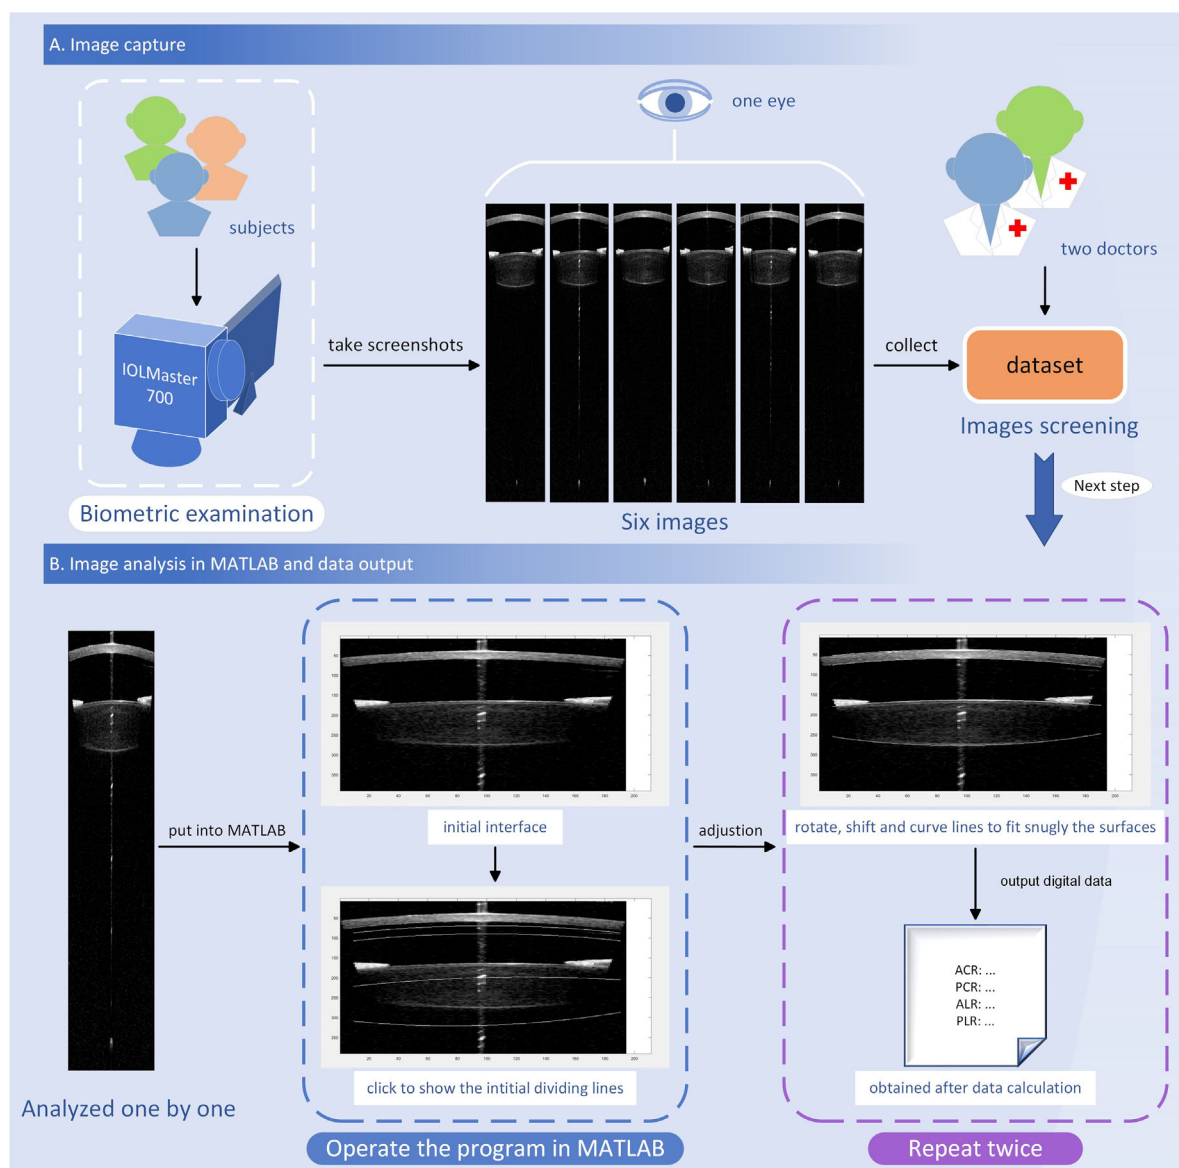 A. Image capture
one eye
subjects
two doctors
IOLMaster
700
take screenshots
collect
dataset
Images screening
Biometric examination
Six images
Next step
B. Image analysis in MATLAB and data output
put into MATLAB
initial interface
adjustion
rotate, shift and curve lines to fit snugly the surfaces
output digital data
ACR: ...
PCR: ...
ALR: ...
PLR: ...
click to show the intitial dividing lines
obtained after data calculation
Analyzed one by one
Operate the program in MATLAB
Repeat twice